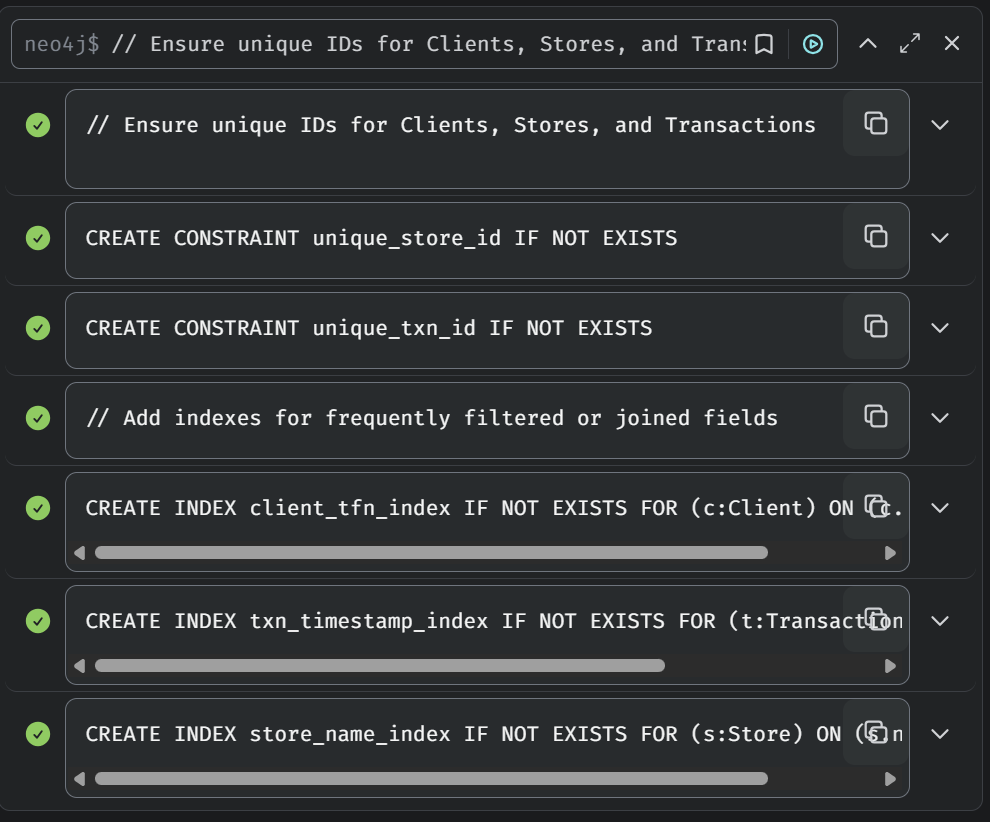 neo4j$ // Ensure unique IDs for Clients, Stores, and Trans
// Ensure unique IDs for Clients, Stores, and Transactions
CREATE CONSTRAINT unique_store_id IF NOT EXISTS
CREATE CONSTRAINT unique_txn_id IF NOT EXISTS
// Add indexes for frequently filtered or joined fields
CREATE INDEX client_tfn_index IF NOT EXISTS FOR (c:Client) ON (c.
CREATE INDEX txn_timestamp_index IF NOT EXISTS FOR (t:Transaction
CREATE INDEX store_name_index IF NOT EXISTS FOR (s:Store) ON (s.n